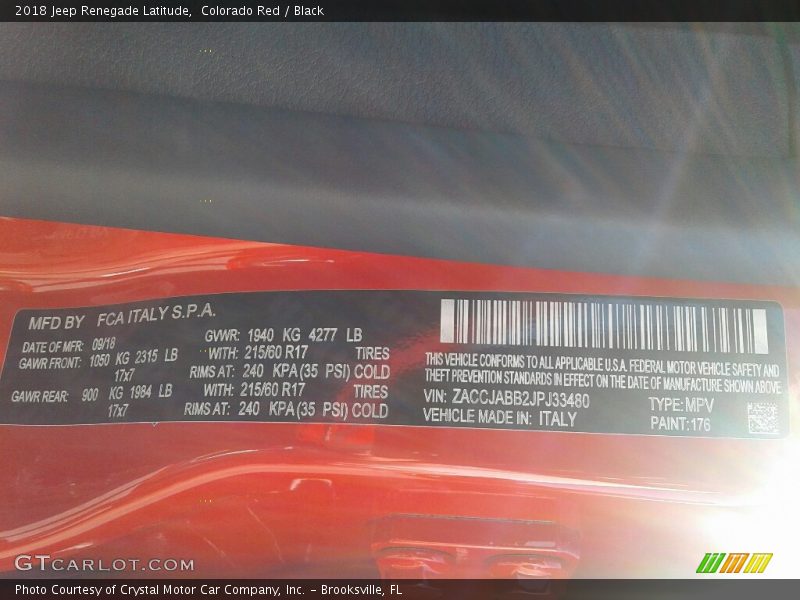 2018 Jeep Renegade Latitude,  Colorado Red / Black
MFD BY FCA ITALY S.P.A.
DATE OF MFR: 09/18
GAWR FRONT: 1050 KG 2315 LB
17x7
GAWR REAR: 900 KG 1984 LB
17x7
GVWR: 1940 KG 4277 LB
WITH: 215/60 R17 TIRES
RIMS AT: 240 KPA (35 PSI) COLD
WITH: 215/60 R17 TIRES
RIMS AT: 240 KPA (35 PSI) COLD
THIS VEHICLE CONFORMS TO ALL APPLICABLE U.S.A. FEDERAL MOTOR VEHICLE SAFETY AND
THEFT PREVENTION STANDARDS IN EFFECT ON THE DATE OF MANUFACTURE SHOWN ABOVE
VIN: ZACCJABB2JPJ33480 TYPE: MPV
VEHICLE MADE IN: ITALY PAINT: 176
GTCARLOT.COM
Photo Courtesy of Crystal Motor Car Company, Inc. – Brooksville, FL